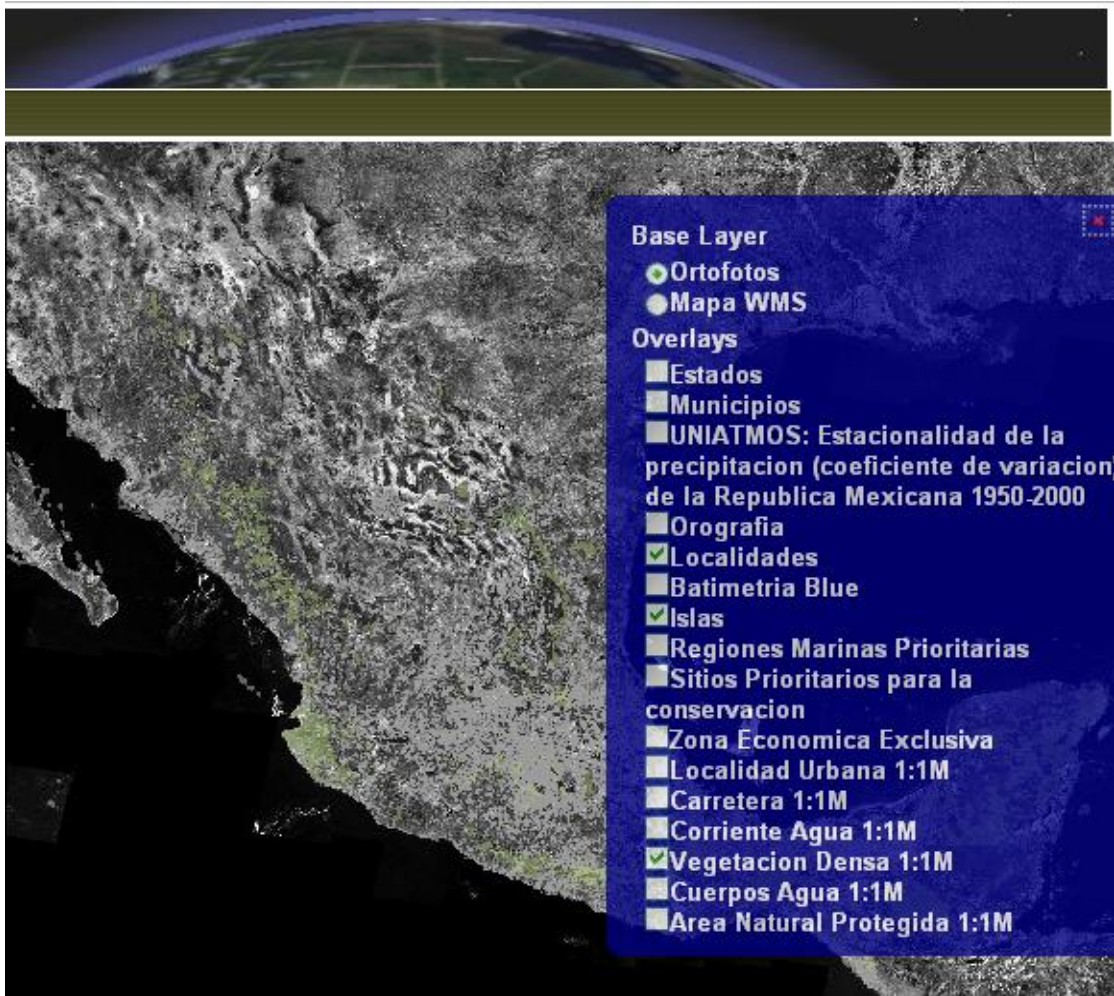 Base Layer
Ortofotos
Mapa WMS
Overlays
Estados
Municipios
UNIATMOS: Estacionalidad de la
precipitacion (coeficiente de variacion)
de la Republica Mexicana 1950-2000
Orografia
Localidades
Batimetria Blue
Islas
Regiones Marinas Prioritarias
Sitios Prioritarios para la
conservacion
Zona Economica Exclusiva
Localidad Urbana 1:1M
Carretera 1:1M
Corriente Agua 1:1M
Vegetacion Densa 1:1M
Cuerpos Agua 1:1M
Area Natural Protegida 1:1M